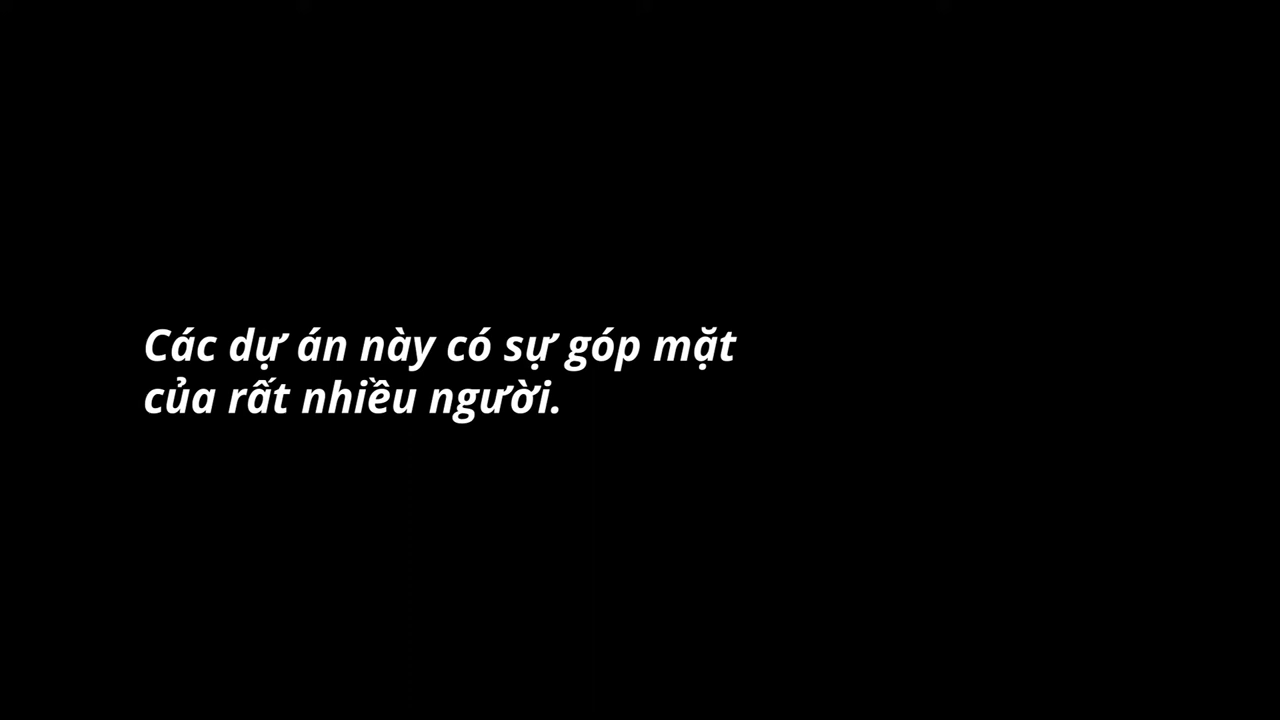 Các dự án này có sự góp mặt
của rất nhiều người.